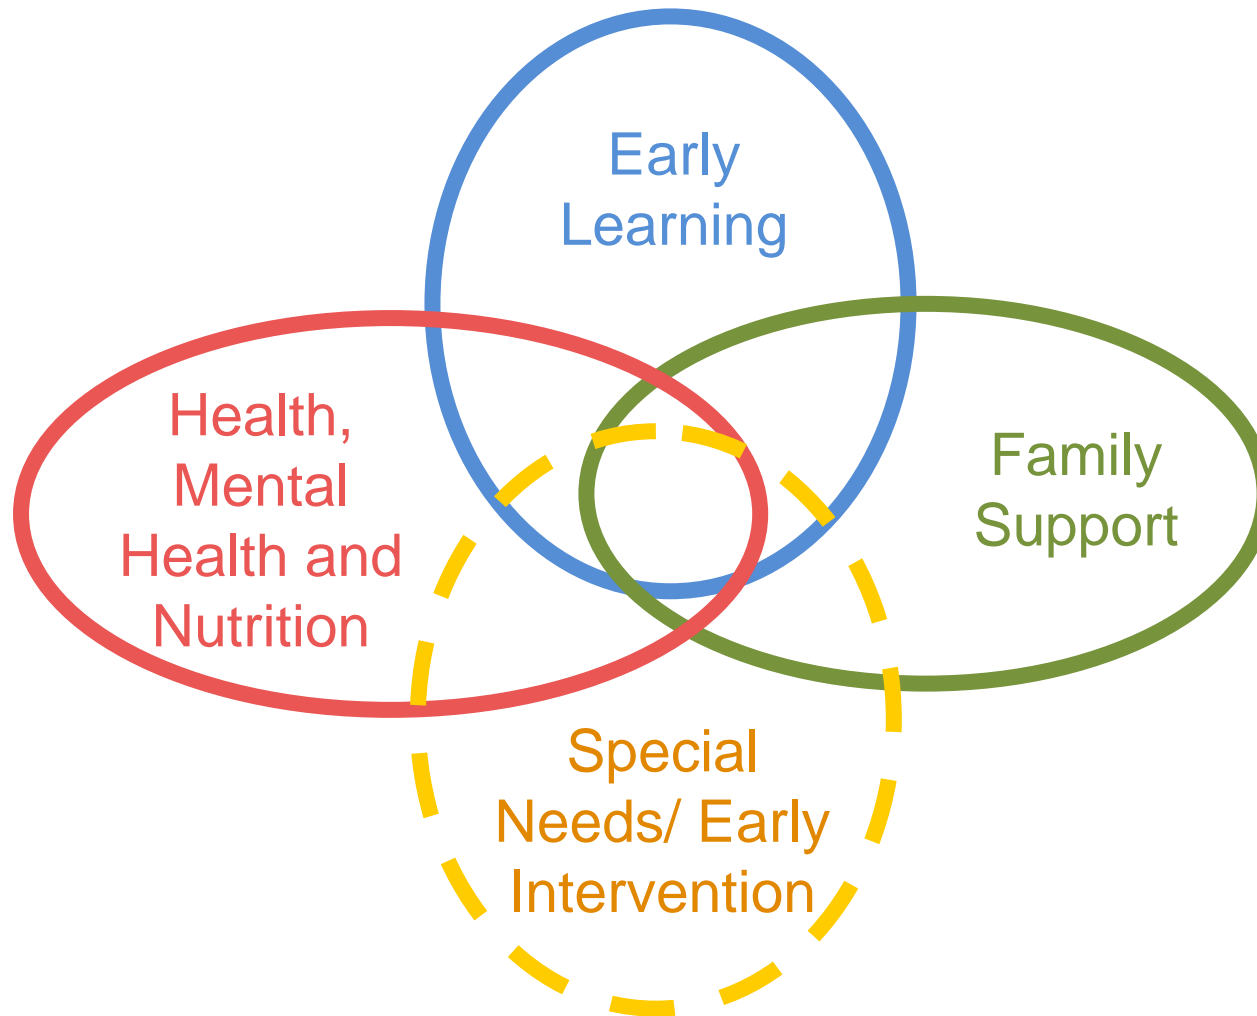 Early
Learning
Health,
Mental
Health and
Nutrition
Family
Support
Special
Needs/ Early
Intervention